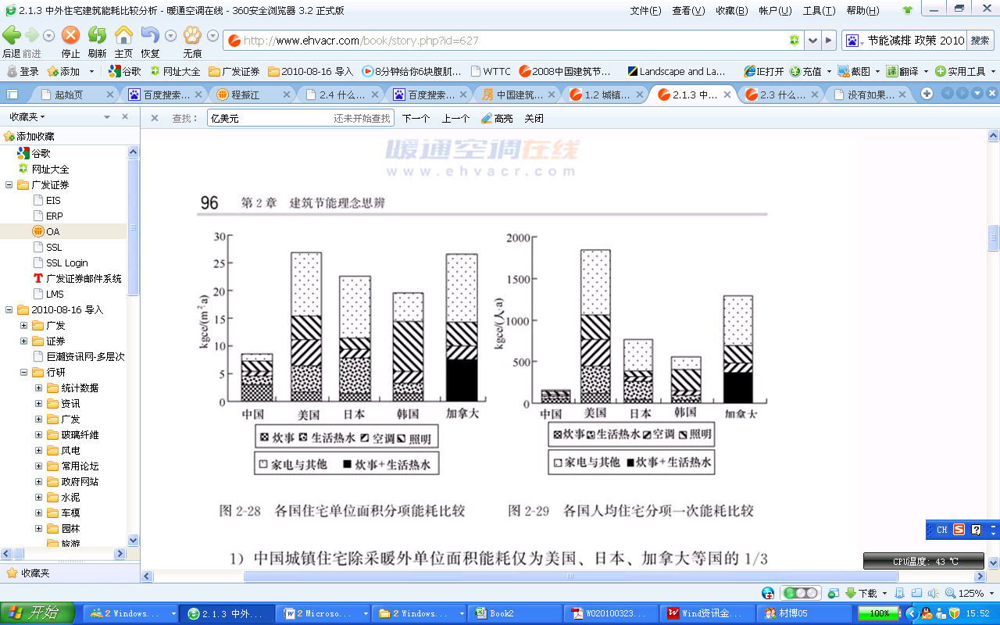 2.1.3 中外住宅建筑能耗比较分析 - 暖通空调在线 - 360安全浏览器 3.2 正式版
文件(F) 查看(V) 收藏(B) 帐户(U) 工具(T) 帮助(H)
http://www.ehvacr.com/book/story.php?id=627
节能减排 政策 2010 搜索
后退 前进 停止 刷新 主页 恢复 无痕
登录 添加 谷歌 网址大全 广发证券 2010-08-16 导入 8分钟给你6块腹肌... WTTC 2008中国建筑节... Landscape and La... IE打开 充值 截图 翻译 实用工具
起始页 百度搜索... 程振江 2.4 什么... 百度搜索... 中国建筑... 1.2 城镇... 2.1.3 中... 2.3 什么... 没有如果...
收藏夹 查找: 亿美元 还未开始查找 下一个 上一个 高亮 关闭
添加收藏
谷歌
网址大全
广发证券
EIS
ERP
OA
SSL
SSL Login
广发证券邮件系统
LMS
2010-08-16 导入
广发
证券
巨潮资讯网-多层次
行研
统计数据
资讯
广发
玻璃纤维
风电
常用论坛
政府网站
水泥
车模
园林
旅游
收藏夹
暖通空调在线
www.ehvacr.com
96 第 2 章 建筑节能理念思辨
30
25
20
15
10
5
0
kgce/(m²a)
中国 美国 日本 韩国 加拿大
炊事 生活热水 空调 照明
家电与其他 炊事+生活热水
图 2-28 各国住宅单位面积分项能耗比较
2000
1500
1000
500
0
kgce/(人·a)
中国 美国 日本 韩国 加拿大
炊事 生活热水 空调 照明
家电与其他 炊事+生活热水
图 2-29 各国人均住宅分项一次能耗比较
1) 中国城镇住宅除采暖外单位面积能耗仅为美国、日本、加拿大等国的 1/3
CH
CPU温度: 43 ℃
下载 125%
开始 2 Windows... 2.1.3 中外... 2 Microso... 2 Windows... Book2 W020100323... Wind资讯金... 材博05 100% 15:52